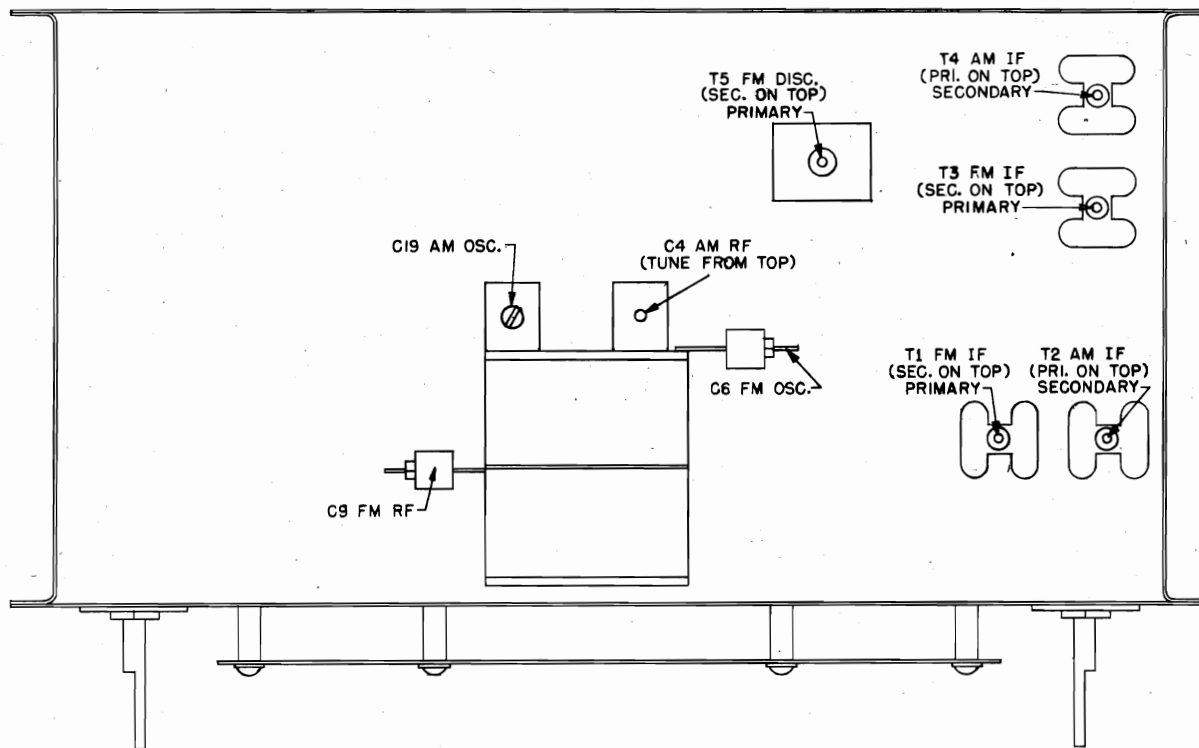 T4 AM IF
(PRI. ON TOP)
SECONDARY
T5 FM DISC.
(SEC. ON TOP)
PRIMARY
T3 FM IF
(SEC. ON TOP)
PRIMARY
C19 AM OSC.
C4 AM RF
(TUNE FROM TOP)
C6 FM OSC.
T1 FM IF
(SEC. ON TOP)
PRIMARY
T2 AM IF
(PRI. ON TOP)
SECONDARY
C9 FM RF